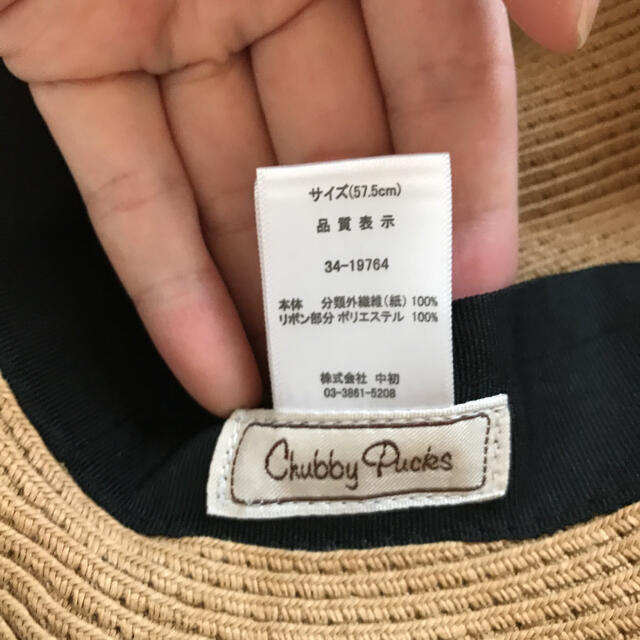 サイズ(57.5cm)
品質表示
34-19764
本体 分類外繊維(紙) 100%
リボン部分 ポリエステル 100%
株式会社 中初
03-3861-5208
Chubby Pucks